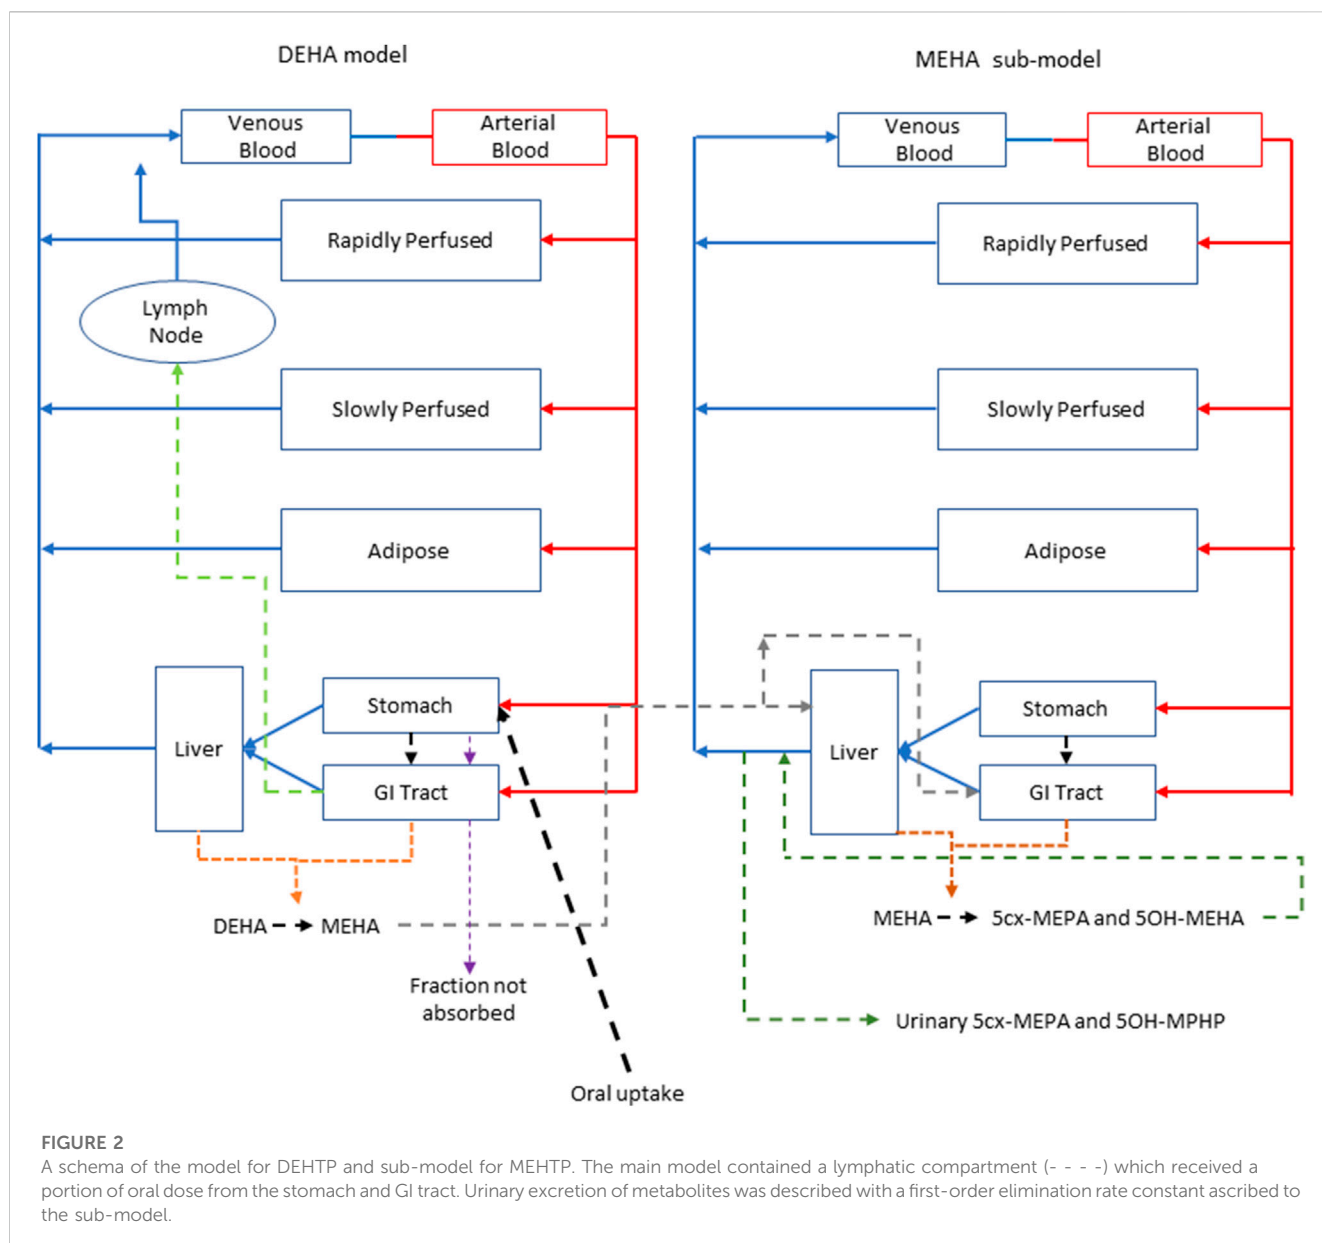 DEHA model
MEHA sub-model
Venous
Blood
Arterial
Blood
Rapidly Perfused
Lymph
Node
Slowly Perfused
Adipose
Stomach
Liver
GI Tract
DEHA
MEHA
Fraction not
absorbed
Oral uptake
Venous
Blood
Arterial
Blood
Rapidly Perfused
Slowly Perfused
Adipose
Stomach
Liver
GI Tract
MEHA
5cx-MEPA and 5OH-MEHA
Urinary 5cx-MEPA and 5OH-MPHP
FIGURE 2
A schema of the model for DEHTP and sub-model for MEHTP. The main model contained a lymphatic compartment (- - - -) which received a
portion of oral dose from the stomach and GI tract. Urinary excretion of metabolites was described with a first-order elimination rate constant ascribed to
the sub-model.